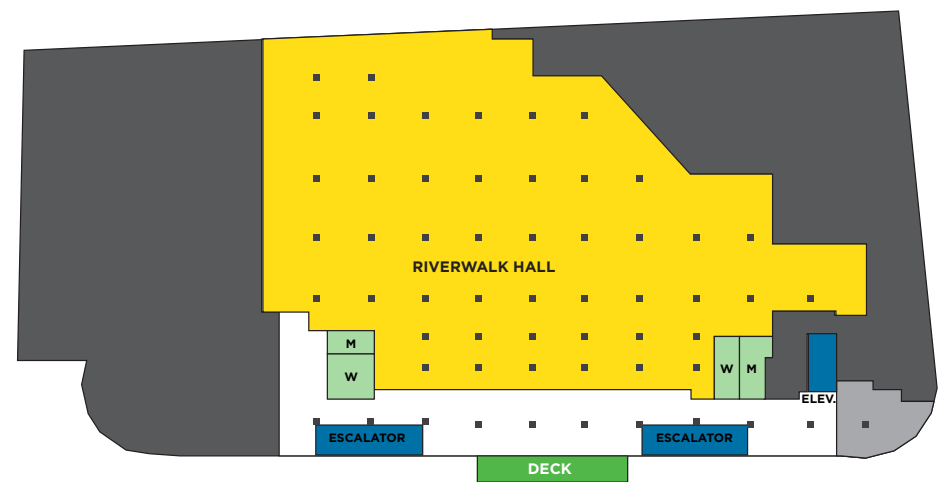 RIVERWALK HALL
M
W
W M
ELEV.
ESCALATOR
ESCALATOR
DECK